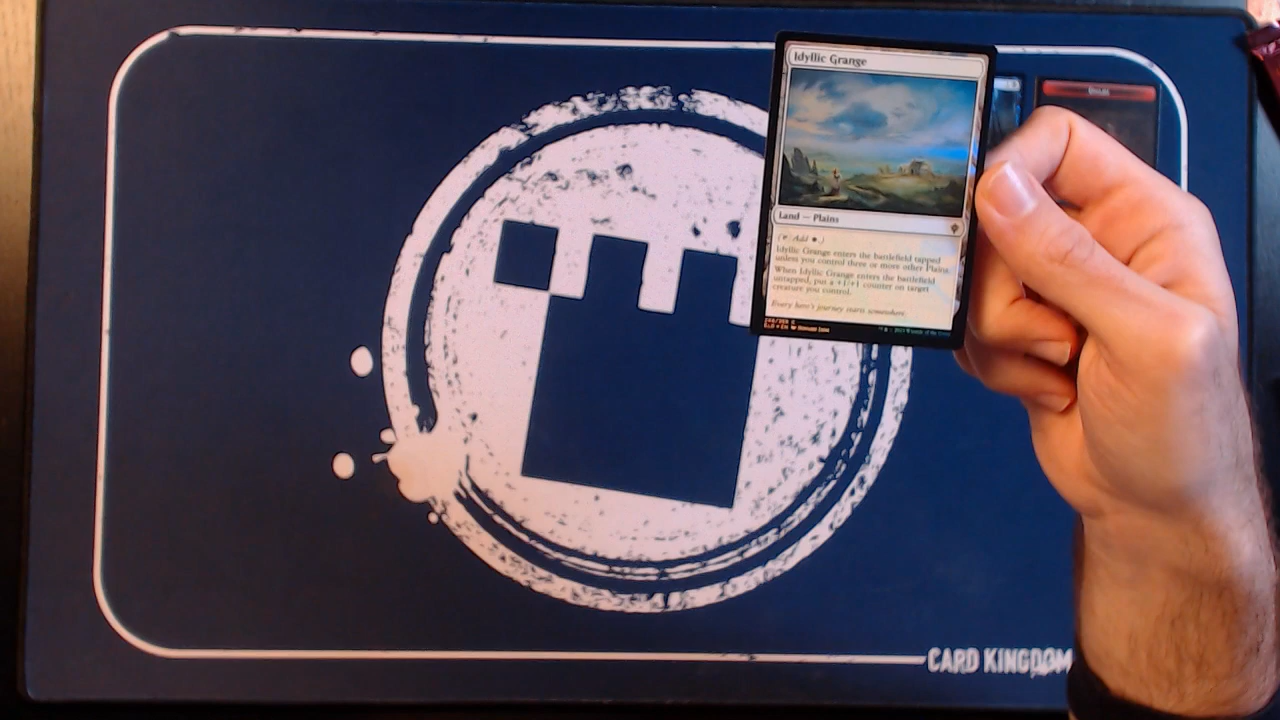 Idyllic Grange
Land — Plains
Idyllic Grange enters the battlefield tapped
unless you control three or more other Plains.
When Idyllic Grange enters the battlefield
untapped, put a +1/+1 counter on target
creature you control.
Every hero's journey starts somewhere.
CARD KINGDOM